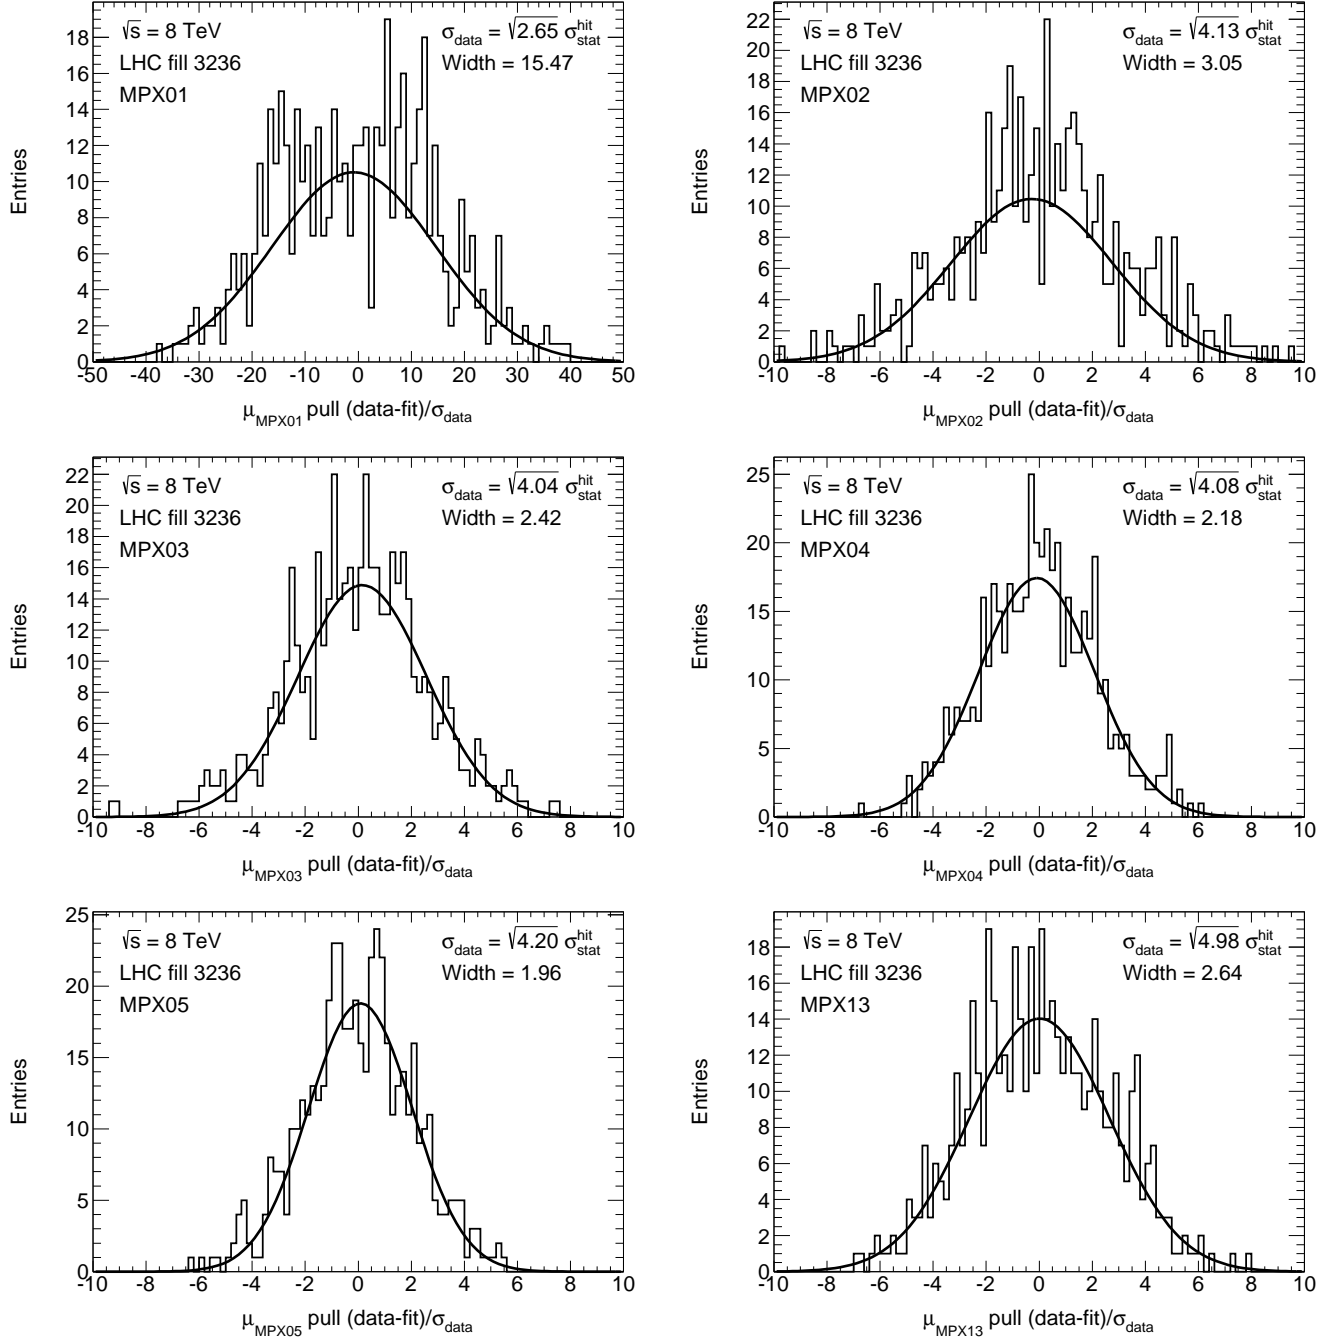 √s = 8 TeV
LHC fill 3236
MPX01
σdata = √2.65 σ hit stat
Width = 15.47
Entries
18
16
14
12
10
8
6
4
2
0
-50 -40 -30 -20 -10 0 10 20 30 40 50
μMPX01 pull (data-fit)/σdata
√s = 8 TeV
LHC fill 3236
MPX02
σdata = √4.13 σ hit stat
Width = 3.05
Entries
22
20
18
16
14
12
10
8
6
4
2
0
-10 -8 -6 -4 -2 0 2 4 6 8 10
μMPX02 pull (data-fit)/σdata
√s = 8 TeV
LHC fill 3236
MPX03
σdata = √4.04 σ hit stat
Width = 2.42
Entries
22
20
18
16
14
12
10
8
6
4
2
0
-10 -8 -6 -4 -2 0 2 4 6 8 10
μMPX03 pull (data-fit)/σdata
√s = 8 TeV
LHC fill 3236
MPX04
σdata = √4.08 σ hit stat
Width = 2.18
Entries
25
20
15
10
5
0
-10 -8 -6 -4 -2 0 2 4 6 8 10
μMPX04 pull (data-fit)/σdata
√s = 8 TeV
LHC fill 3236
MPX05
σdata = √4.20 σ hit stat
Width = 1.96
Entries
25
20
15
10
5
0
-10 -8 -6 -4 -2 0 2 4 6 8 10
μMPX05 pull (data-fit)/σdata
√s = 8 TeV
LHC fill 3236
MPX13
σdata = √4.98 σ hit stat
Width = 2.64
Entries
18
16
14
12
10
8
6
4
2
0
-10 -8 -6 -4 -2 0 2 4 6 8 10
μMPX13 pull (data-fit)/σdata